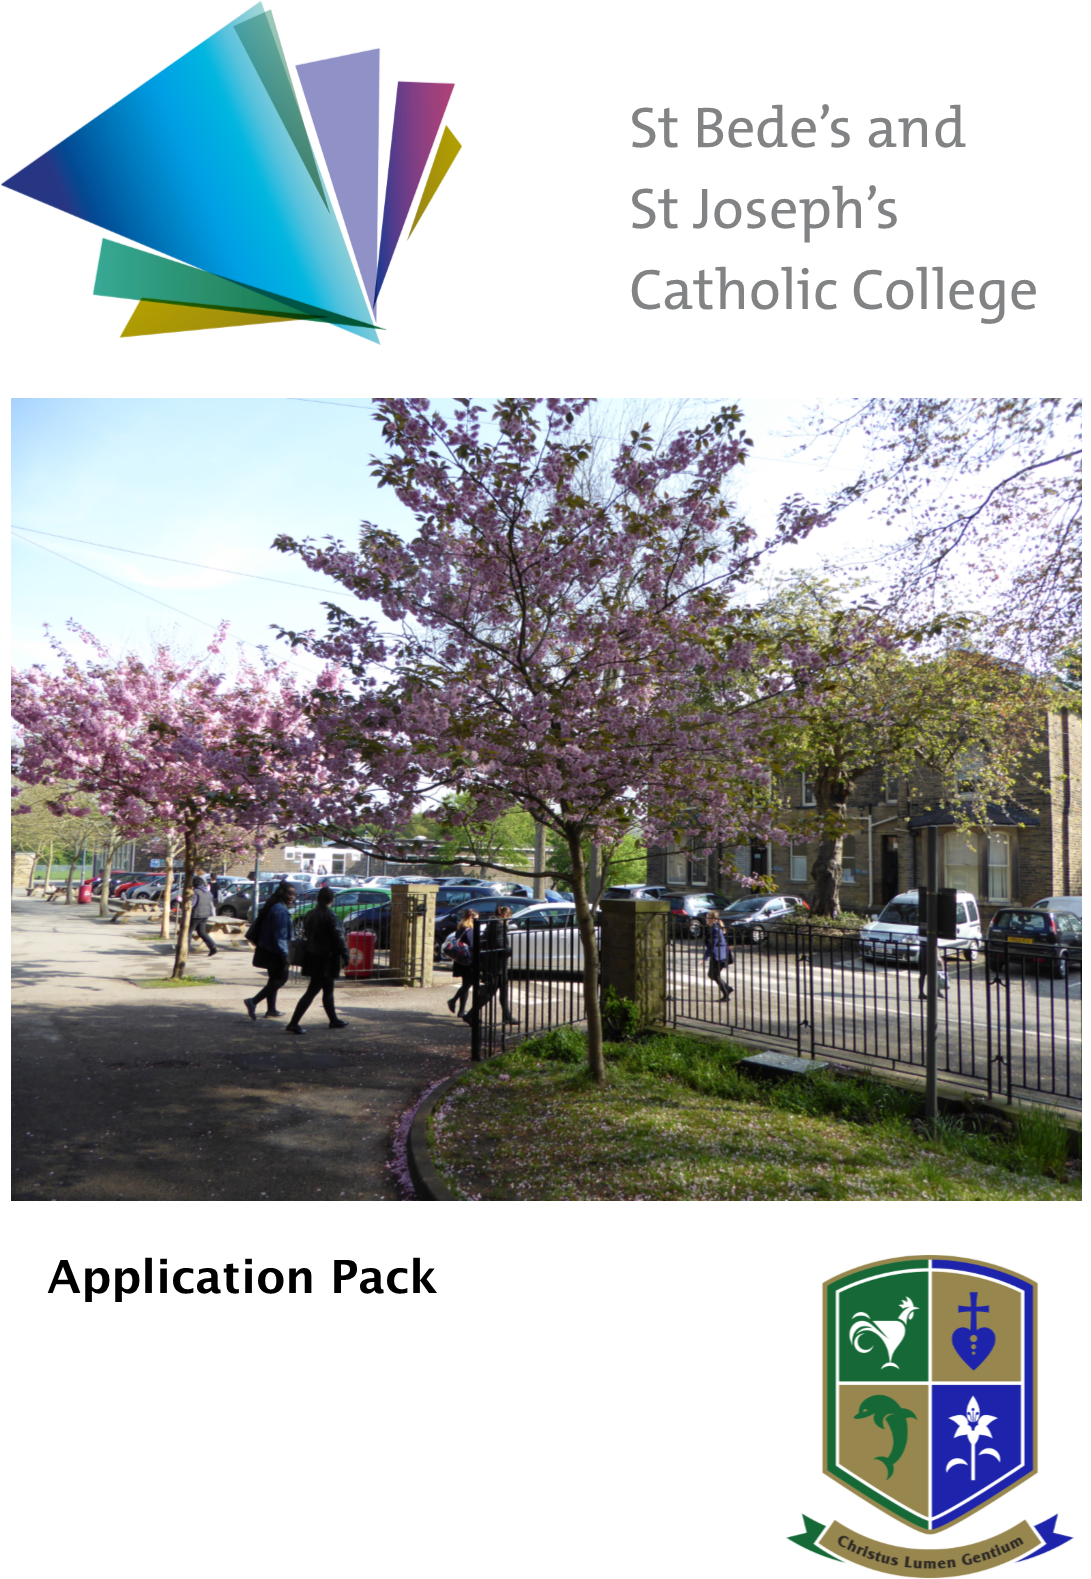 St Bede’s and
St Joseph’s
Catholic College
Application Pack
Christus Lumen Gentium